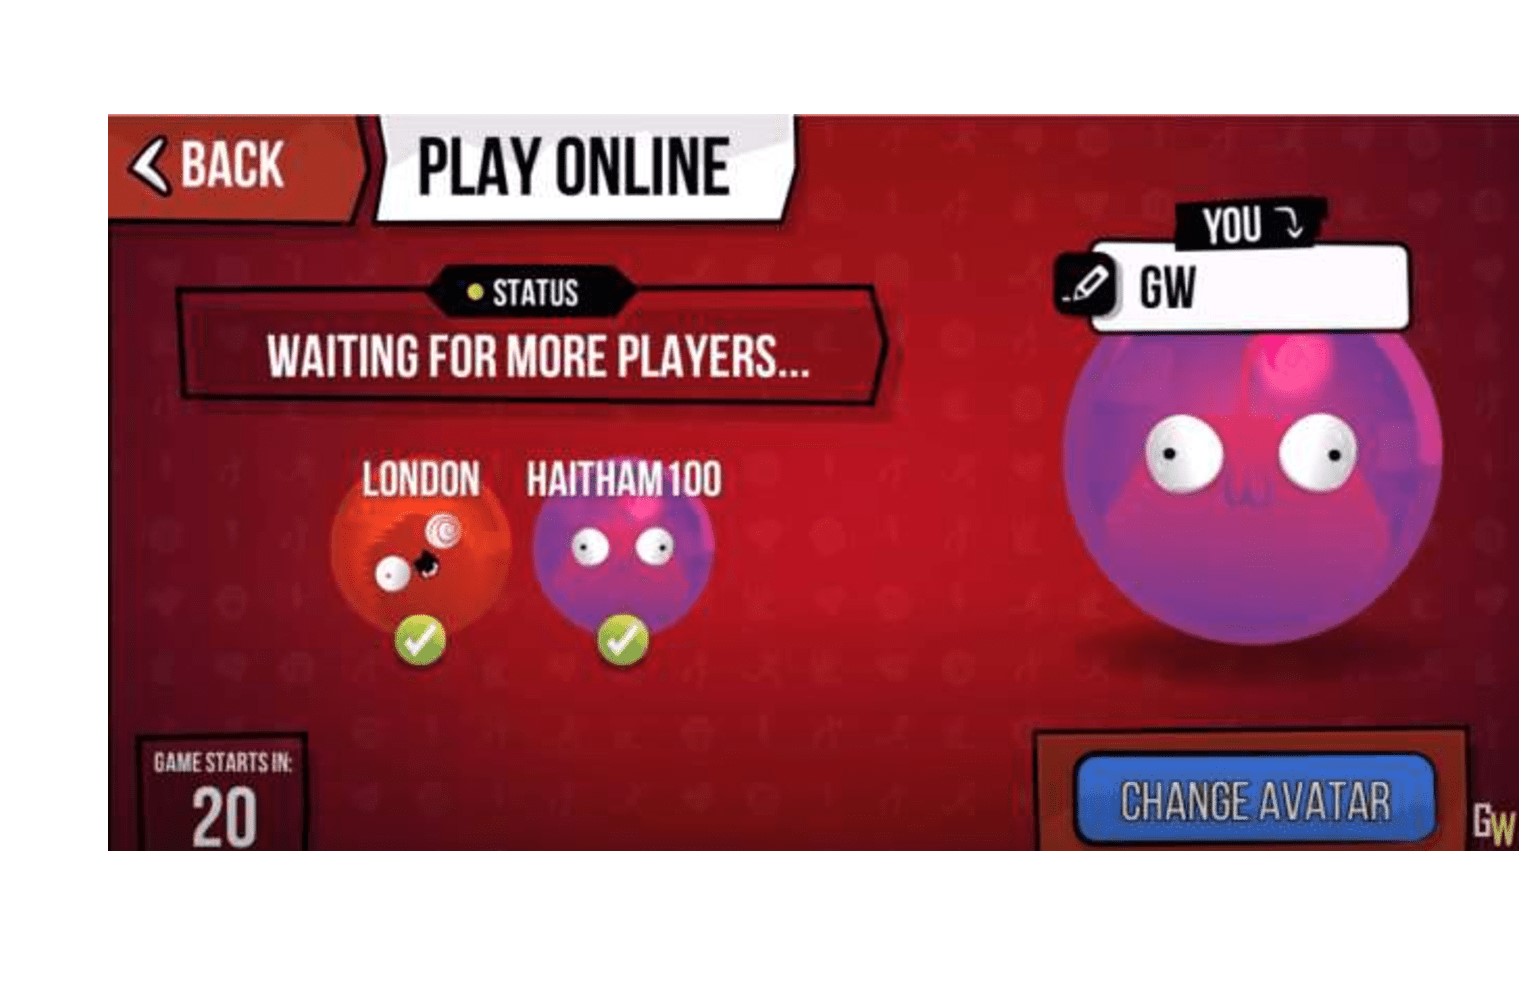 BACK
PLAY ONLINE
YOU
GW
STATUS
WAITING FOR MORE PLAYERS...
LONDON
HAITHAM100
GAME STARTS IN:
20
CHANGE AVATAR
GW